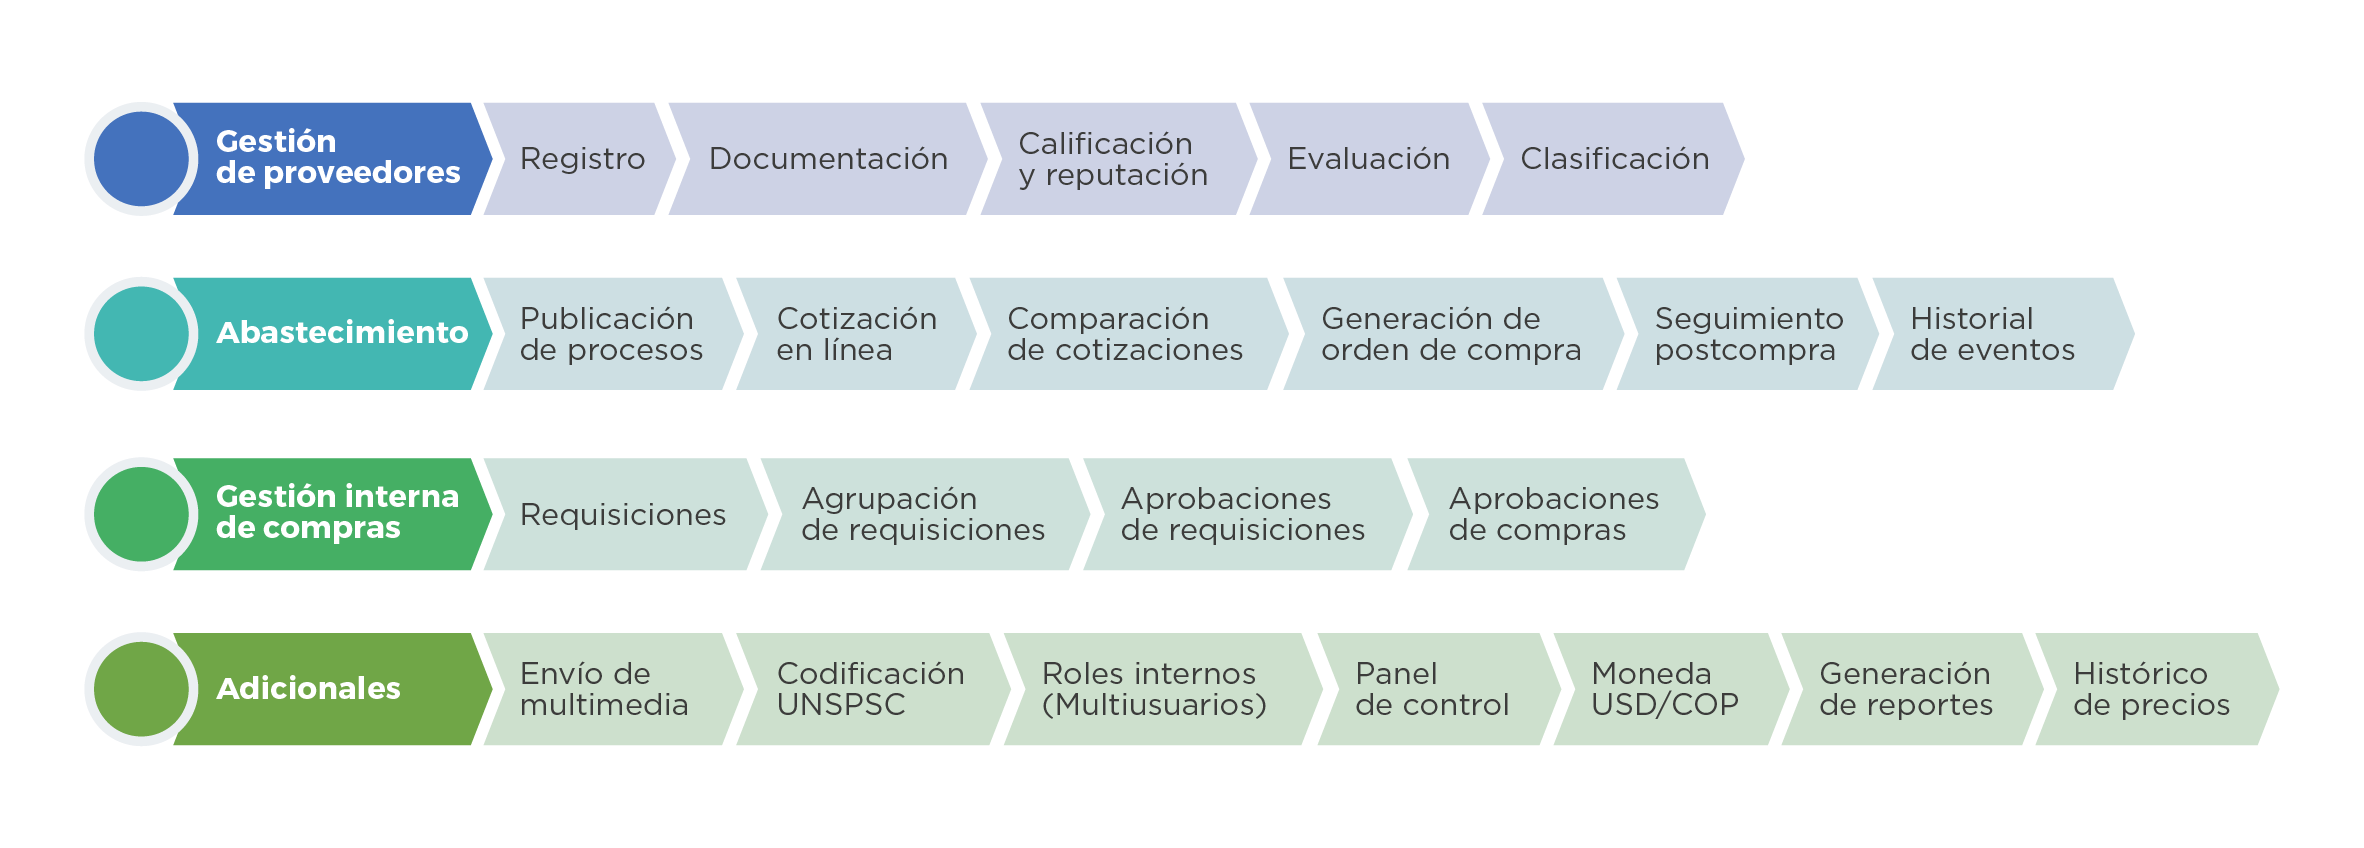 Gestión
de proveedores
Registro
Documentación
Calificación
y reputación
Evaluación
Clasificación
Abastecimiento
Publicación
de procesos
Cotización
en línea
Comparación
de cotizaciones
Generación de
orden de compra
Seguimiento
postcompra
Historial
de eventos
Gestión interna
de compras
Requisiciones
Agrupación
de requisiciones
Aprobaciones
de requisiciones
Aprobaciones
de compras
Adicionales
Envío de
multimedia
Codificación
UNSPSC
Roles internos
(Multiusuarios)
Panel
de control
Moneda
USD/COP
Generación
de reportes
Histórico
de precios